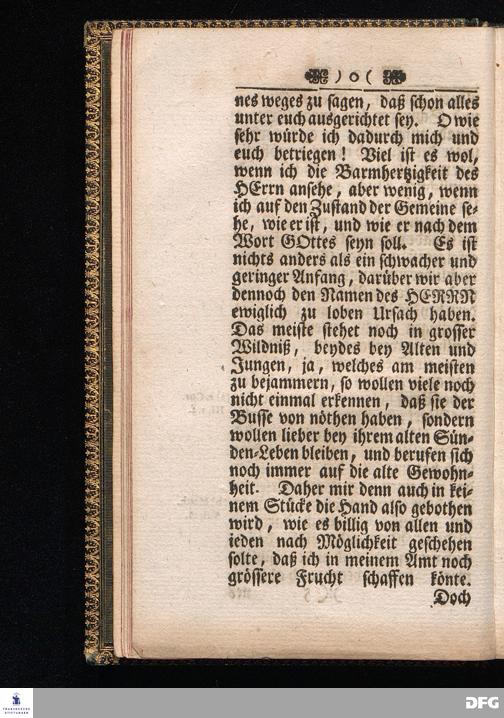 ) o (
nes weges zu sagen, daß schon alles
unter euch ausgerichtet sey. O wie
sehr würde ich dadurch mich und
euch betriegen! Viel ist es wol,
wenn ich die Barmhertzigkeit des
HErrn ansehe, aber wenig, wenn
ich auf den Zustand der Gemeine se-
he, wie er ist, und wie er nach dem
Wort GOttes seyn soll. Es ist
nichts anders als ein schwacher und
geringer Anfang, darüber wir aber
dennoch den Namen des HERRN
ewiglich zu loben Ursach haben.
Das meiste stehet noch in grosser
Wildniß, beydes bey Alten und
Jungen, ja, welches am meisten
zu bejammern, so wollen viele noch
nicht einmal erkennen, daß sie der
Busse von nöthen haben, sondern
wollen lieber bey ihrem alten Sün-
den-Leben bleiben, und berufen sich
noch immer auf die alte Gewohn-
heit. Daher mir denn auch in kei-
nem Stücke die Hand also gebothen
wird, wie es billig von allen und
ieden nach Möglichkeit geschehen
solte, daß ich in meinem Amt noch
grössere Frucht schaffen könte.
Doch
FRANCKESCHE
STIFTUNGEN
DFG